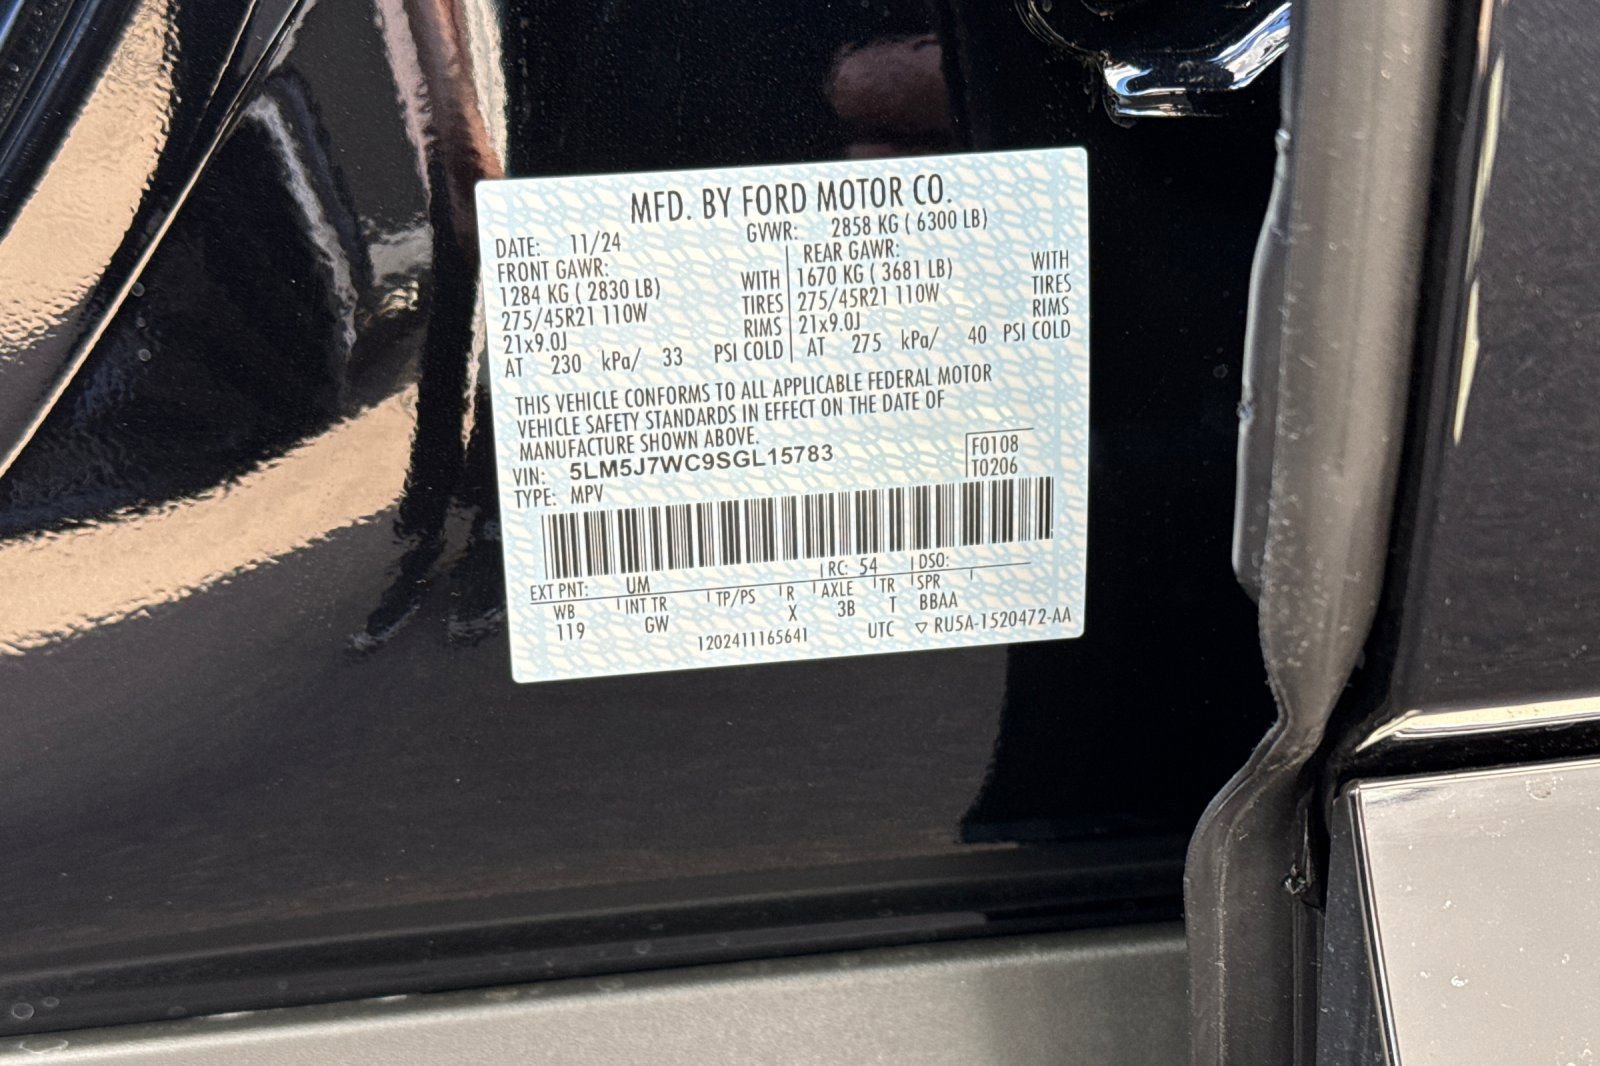 MFD. BY FORD MOTOR CO.
DATE: 11/24 GVWR: 2858 KG ( 6300 LB)
FRONT GAWR: REAR GAWR:
1284 KG ( 2830 LB) WITH 1670 KG ( 3681 LB) WITH
275/45R21 110W TIRES 275/45R21 110W TIRES
21x9.0J RIMS 21x9.0J RIMS
AT 230 kPa/ 33 PSI COLD AT 275 kPa/ 40 PSI COLD
THIS VEHICLE CONFORMS TO ALL APPLICABLE FEDERAL MOTOR
VEHICLE SAFETY STANDARDS IN EFFECT ON THE DATE OF
MANUFACTURE SHOWN ABOVE.
VIN: 5LM5J7WC9SGL15783 F0108
TYPE: MPV T0206
EXT PNT: UM RC: 54 DSO:
WB INT TR TP/PS R AXLE TR SPR
119 GW X 3B T BBAA
1202411165641 UTC ▽ RU5A-1520472-AA